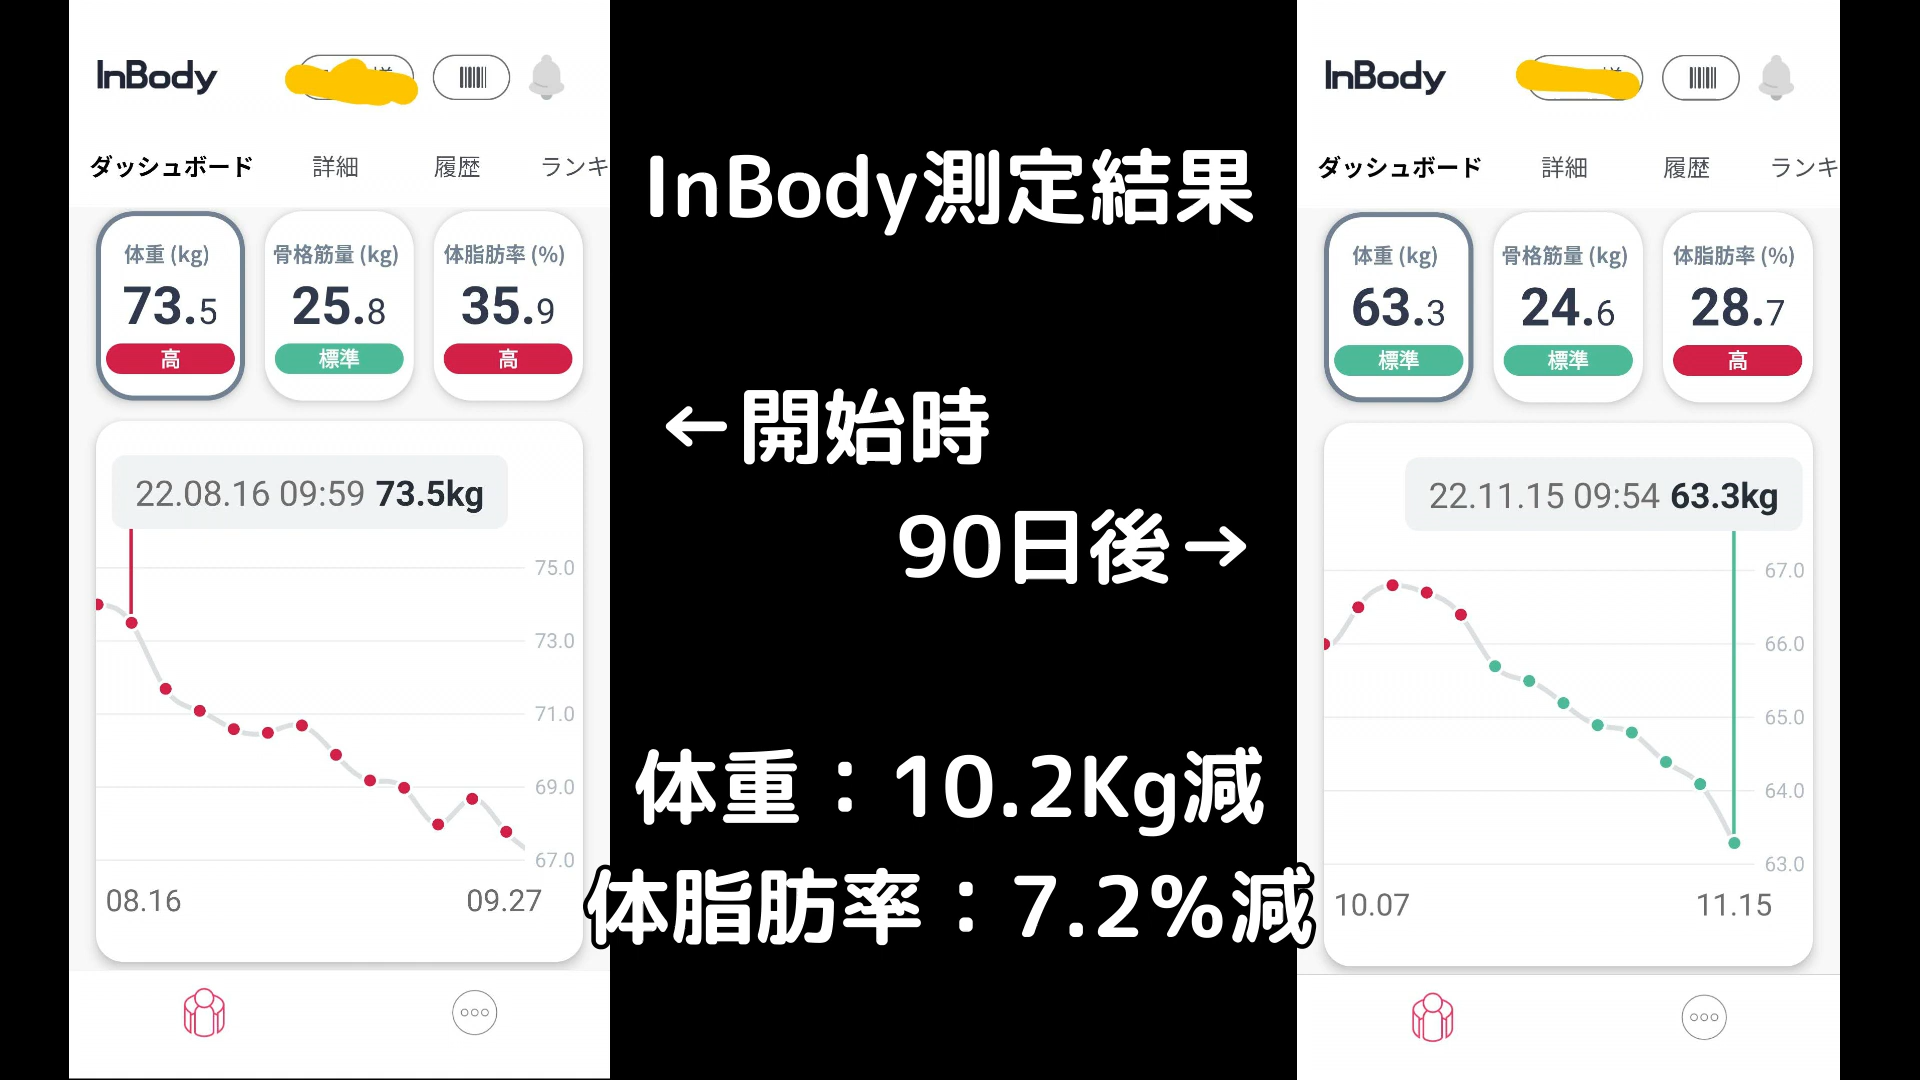 InBody
ダッシュボード 詳細 履歴 ランキ
体重 (kg) 骨格筋量 (kg) 体脂肪率 (%)
73.5 25.8 35.9
高 標準 高
22.08.16 09:59 73.5kg
75.0
73.0
71.0
69.0
67.0
08.16 09.27
InBody測定結果
←開始時
90日後→
体重：10.2Kg減
体脂肪率：7.2%減
InBody
ダッシュボード 詳細 履歴 ランキ
体重 (kg) 骨格筋量 (kg) 体脂肪率 (%)
63.3 24.6 28.7
標準 標準 高
22.11.15 09:54 63.3kg
67.0
66.0
65.0
64.0
63.0
10.07 11.15